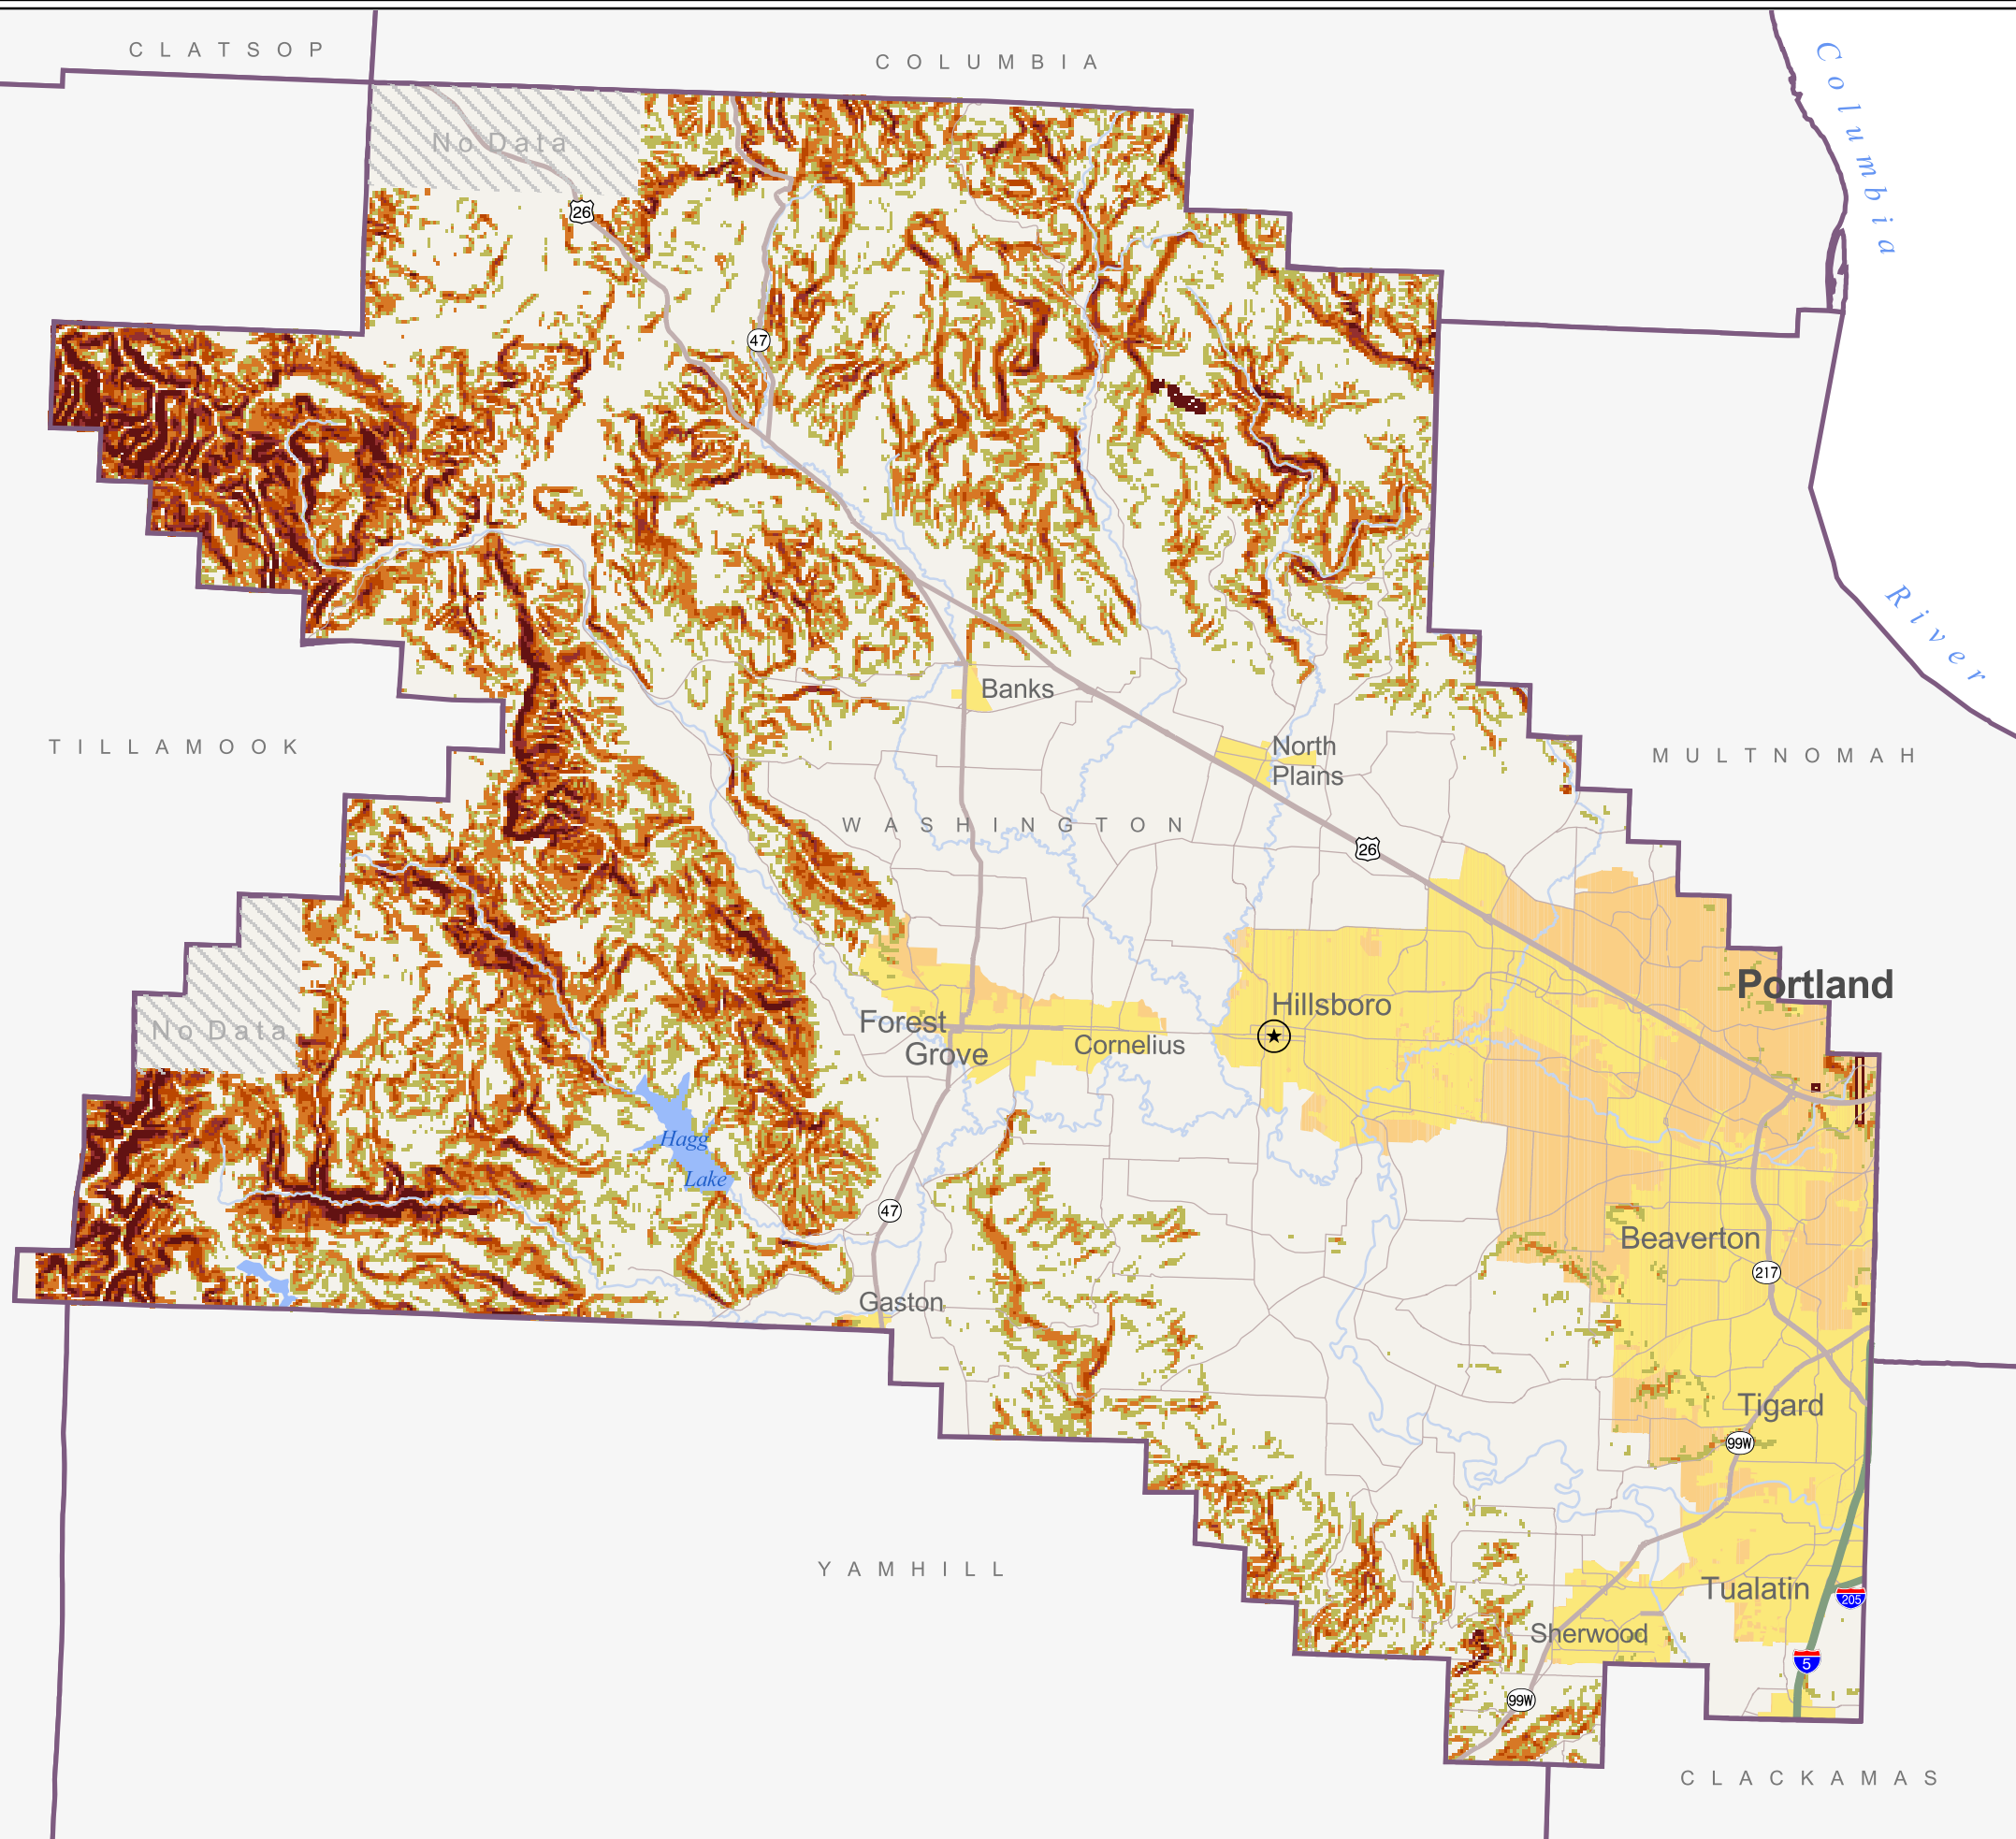 CLATSOP
COLUMBIA
Columbia
River
No Data
26
47
TILLAMOOK
Banks
MULTNOMAH
North
Plains
WASHINGTON
26
Portland
Hillsboro
Forest
Grove
Cornelius
No Data
Hagg
Lake
47
Beaverton
217
Gaston
Tigard
99W
YAMHILL
Tualatin
205
Sherwood
5
99W
CLACKAMAS